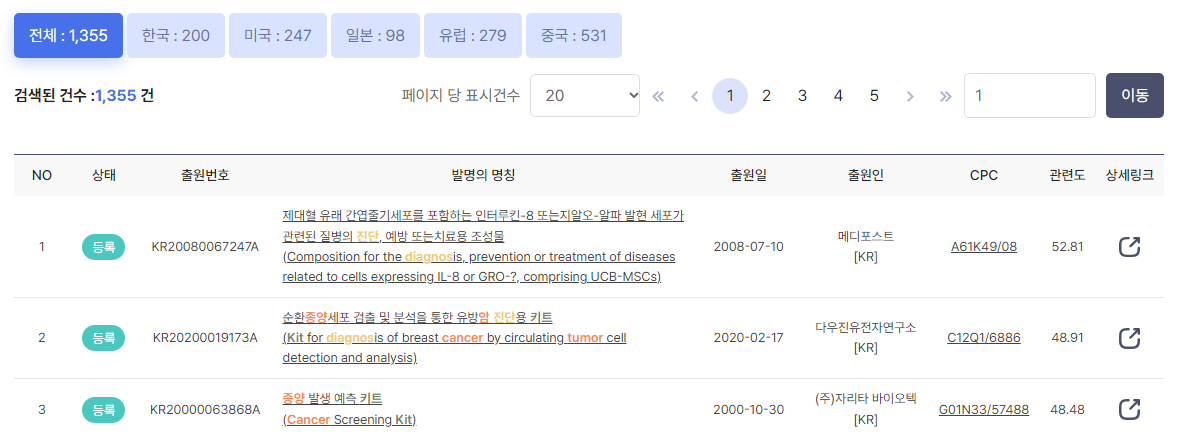 전체 : 1,355 한국 : 200 미국 : 247 일본 : 98 유럽 : 279 중국 : 531
검색된 건수 :1,355 건 페이지 당 표시건수 20 « ‹ 1 2 3 4 5 › » 1 이동
NO 상태 출원번호 발명의 명칭 출원일 출원인 CPC 관련도 상세링크
제대혈 유래 간엽줄기세포를 포함하는 인터루킨-8 또는지알오-알파 발현 세포가
관련된 질병의 진단, 예방 또는치료용 조성물
1 등록 KR20080067247A 2008-07-10 메디포스트 A61K49/08 52.81
(Composition for the diagnosis, prevention or treatment of diseases [KR]
related to cells expressing IL-8 or GRO-?, comprising UCB-MSCs)
순환종양세포 검출 및 분석을 통한 유방암 진단용 키트
2 등록 KR20200019173A (Kit for diagnosis of breast cancer by circulating tumor cell 2020-02-17 다우진유전자연구소 C12Q1/6886 48.91
detection and analysis) [KR]
종양 발생 예측 키트 (주)자리타 바이오텍
3 등록 KR20000063868A 2000-10-30 G01N33/57488 48.48
(Cancer Screening Kit) [KR]